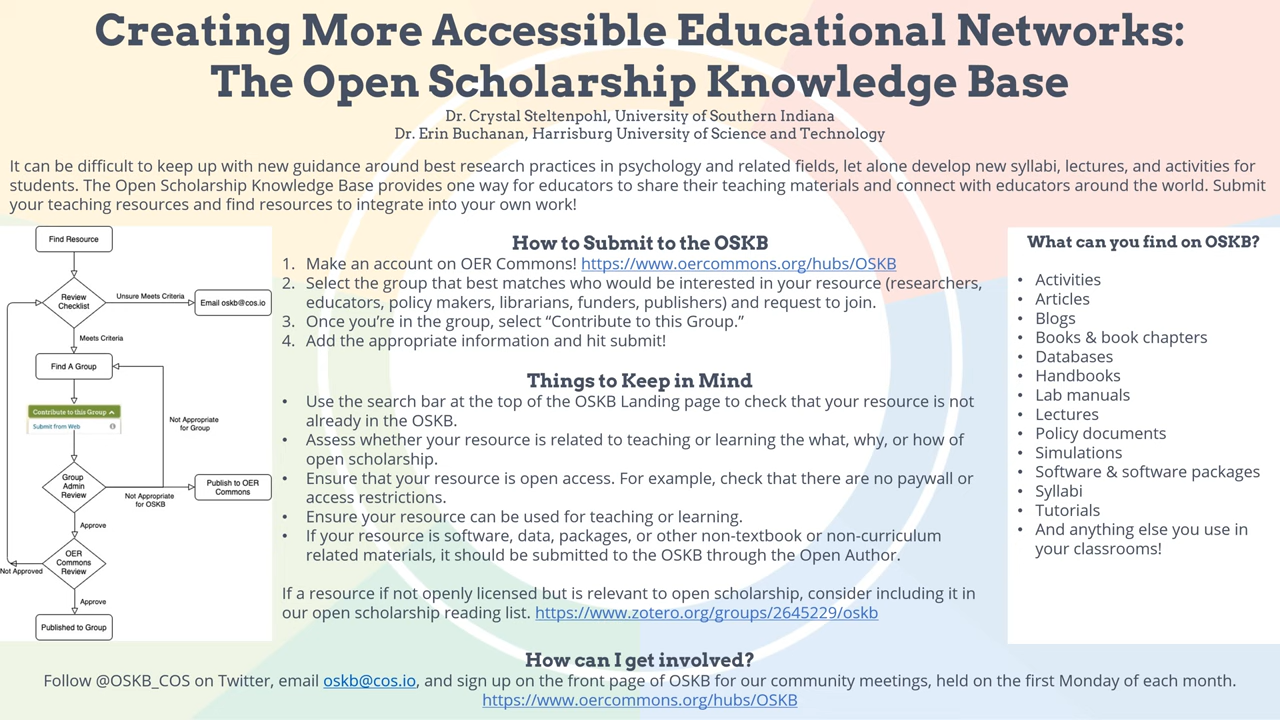 Creating More Accessible Educational Networks:
The Open Scholarship Knowledge Base
Dr. Crystal Steltenpohl, University of Southern Indiana
Dr. Erin Buchanan, Harrisburg University of Science and Technology
It can be difficult to keep up with new guidance around best research practices in psychology and related fields, let alone develop new syllabi, lectures, and activities for
students. The Open Scholarship Knowledge Base provides one way for educators to share their teaching materials and connect with educators around the world. Submit
your teaching resources and find resources to integrate into your own work!
Find Resource
Review
Checklist
Unsure Meets Criteria
Email oskb@cos.io
Meets Criteria
Find A Group
Contribute to this Group
Submit from Web
Not Appropriate
for Group
Group
Admin
Review
Not Appropriate
for OSKB
Publish to OER
Commons
Approve
OER
Commons
Review
Not Approved
Approve
Published to Group
How to Submit to the OSKB
1. Make an account on OER Commons! https://www.oercommons.org/hubs/OSKB
2. Select the group that best matches who would be interested in your resource (researchers,
educators, policy makers, librarians, funders, publishers) and request to join.
3. Once you're in the group, select “Contribute to this Group.”
4. Add the appropriate information and hit submit!
Things to Keep in Mind
• Use the search bar at the top of the OSKB Landing page to check that your resource is not
already in the OSKB.
• Assess whether your resource is related to teaching or learning the what, why, or how of
open scholarship.
• Ensure that your resource is open access. For example, check that there are no paywall or
access restrictions.
• Ensure your resource can be used for teaching or learning.
• If your resource is software, data, packages, or other non-textbook or non-curriculum
related materials, it should be submitted to the OSKB through the Open Author.
If a resource if not openly licensed but is relevant to open scholarship, consider including it in
our open scholarship reading list. https://www.zotero.org/groups/2645229/oskb
What can you find on OSKB?
• Activities
• Articles
• Blogs
• Books & book chapters
• Databases
• Handbooks
• Lab manuals
• Lectures
• Policy documents
• Simulations
• Software & software packages
• Syllabi
• Tutorials
• And anything else you use in
your classrooms!
How can I get involved?
Follow @OSKB_COS on Twitter, email oskb@cos.io, and sign up on the front page of OSKB for our community meetings, held on the first Monday of each month.
https://www.oercommons.org/hubs/OSKB